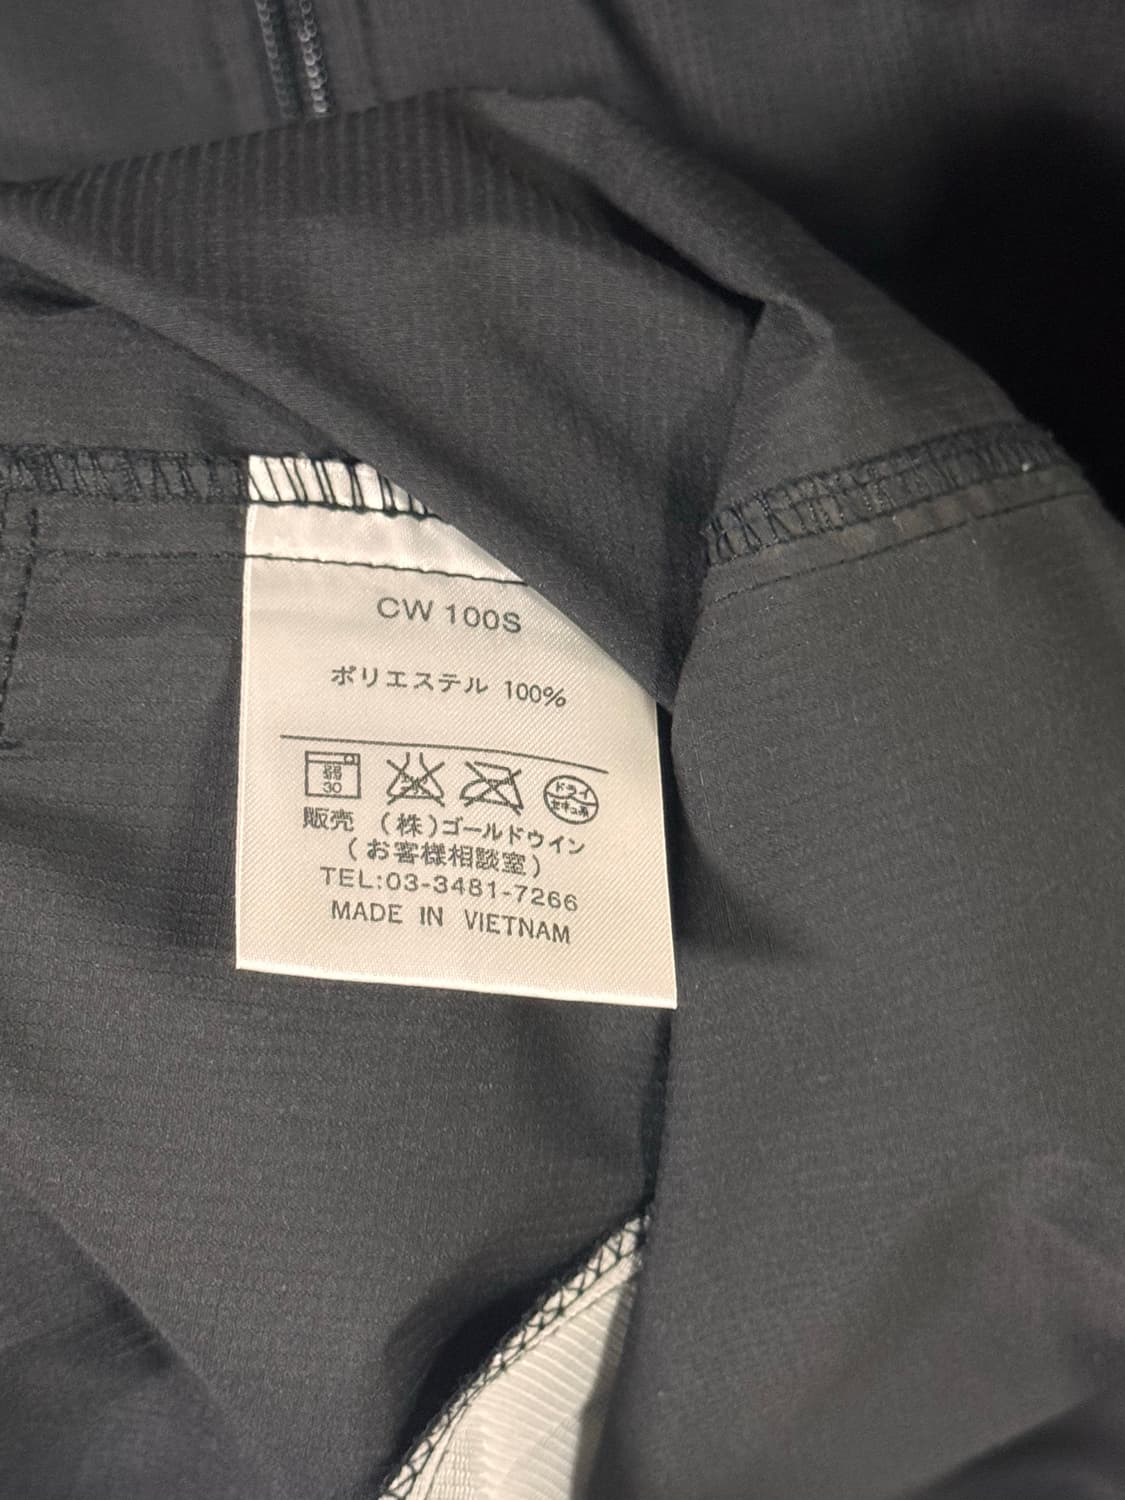 CW 100S
ポリエステル 100%
弱
30
ドライ
セキユ系
販売 (株)ゴールドウイン
(お客様相談室)
TEL:03-3481-7266
MADE IN VIETNAM